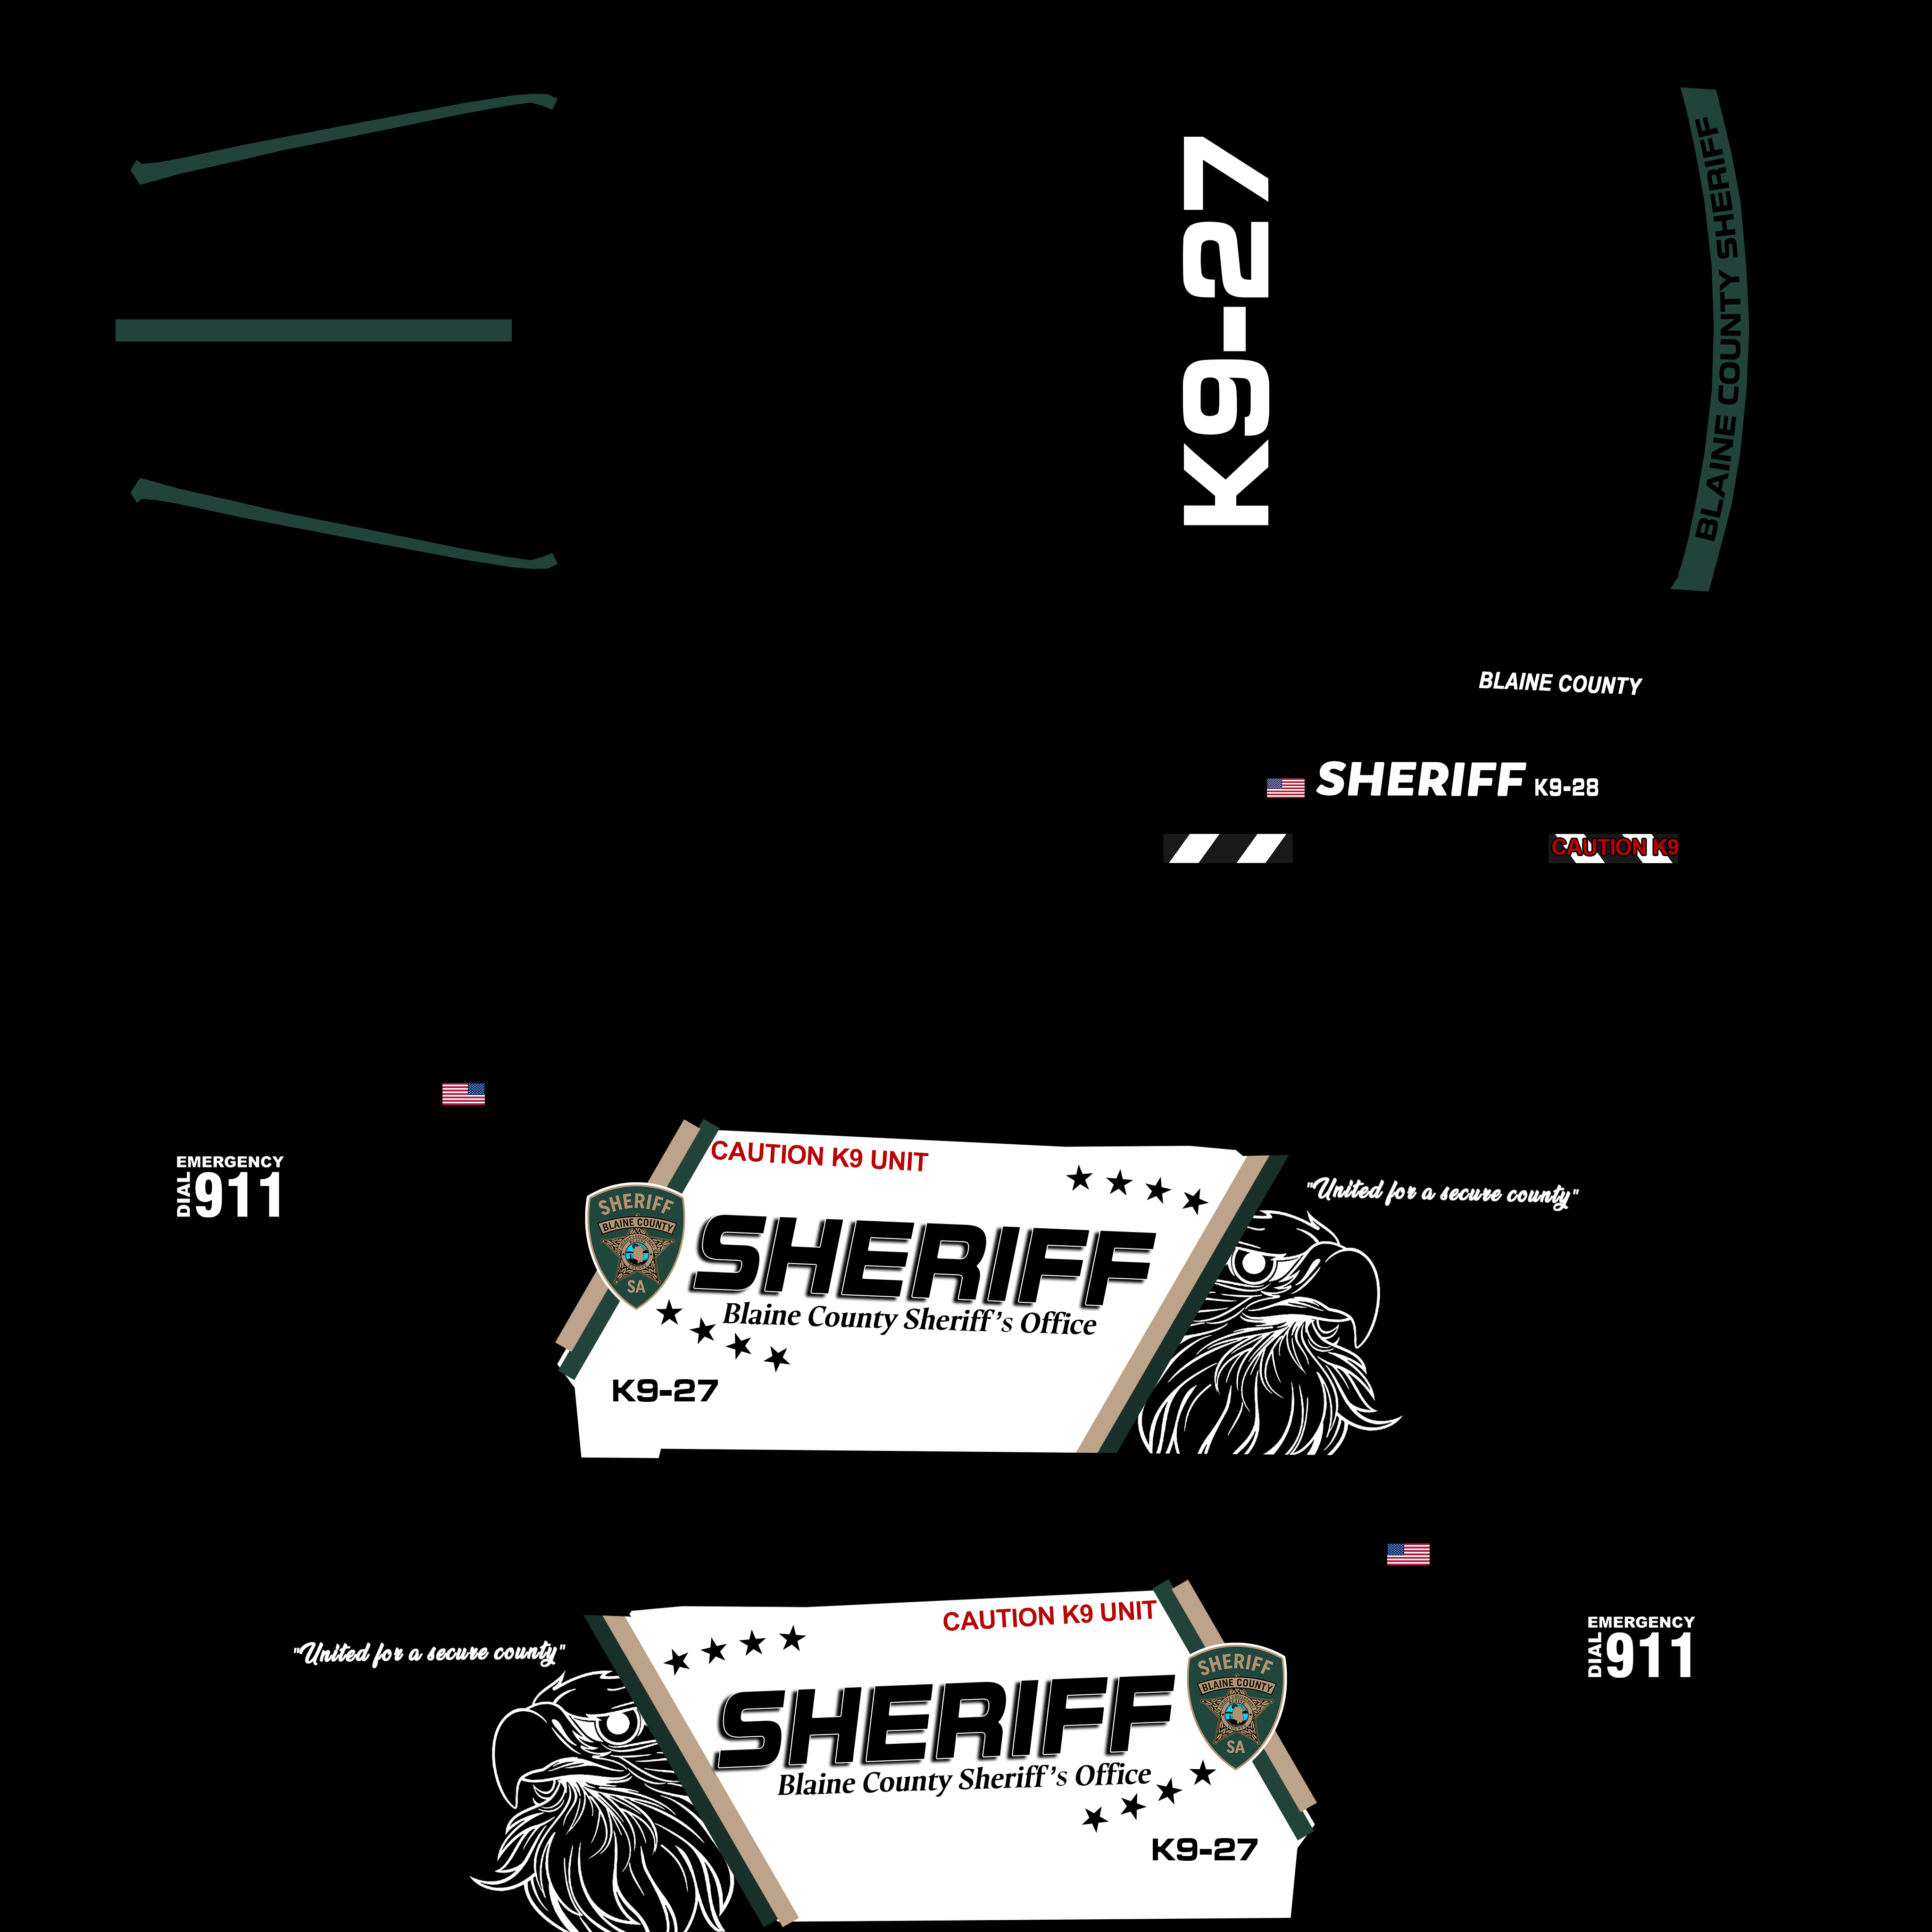 K9-27
BLAINE COUNTY SHERIFF
BLAINE COUNTY
SHERIFF K9-28
CAUTION K9
EMERGENCY
DIAL 911
CAUTION K9 UNIT
SHERIFF
BLAINE COUNTY
SA
SHERIFF
Blaine County Sheriff's Office
K9-27
"United for a secure county"
"United for a secure county"
CAUTION K9 UNIT
SHERIFF
Blaine County Sheriff's Office
SHERIFF
BLAINE COUNTY
SA
K9-27
EMERGENCY
DIAL 911